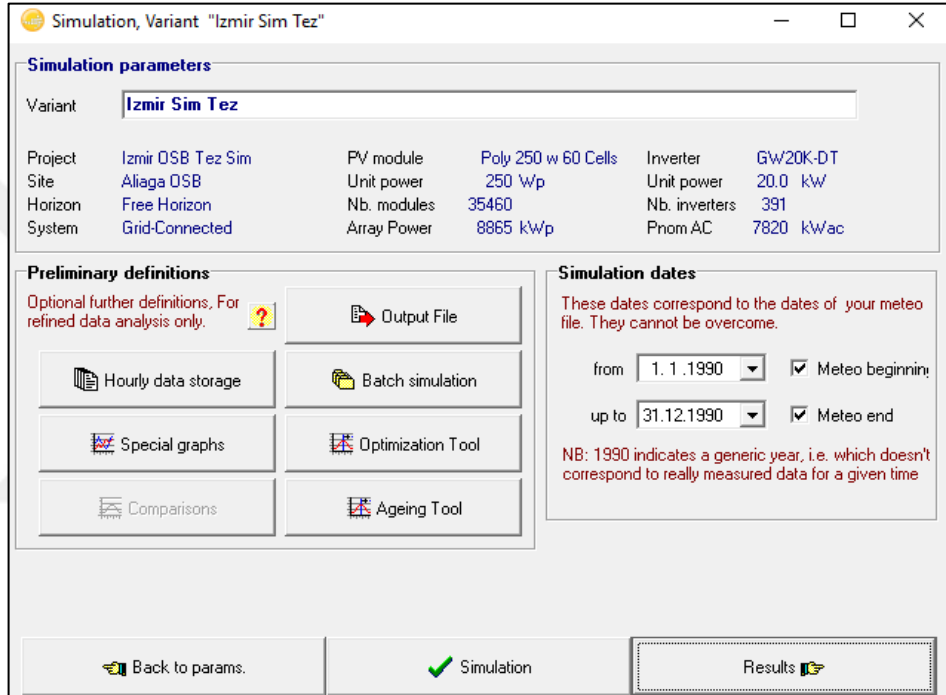 Simulation, Variant "Izmir Sim Tez"
Simulation parameters
Variant Izmir Sim Tez
Project Izmir OSB Tez Sim PV module Poly 250 w 60 Cells Inverter GW20K-DT
Site Aliaga OSB Unit power 250 Wp Unit power 20.0 kW
Horizon Free Horizon Nb. modules 35460 Nb. inverters 391
System Grid-Connected Array Power 8865 kWp Pnom AC 7820 kWac
Preliminary definitions
Optional further definitions, For
refined data analysis only. ?
Output File
Hourly data storage Batch simulation
Special graphs Optimization Tool
Comparisons Ageing Tool
Simulation dates
These dates correspond to the dates of your meteo
file. They cannot be overcome.
from 1. 1 .1990 Meteo beginnin
up to 31.12.1990 Meteo end
NB: 1990 indicates a generic year, i.e. which doesn't
correspond to really measured data for a given time
Back to params. Simulation Results